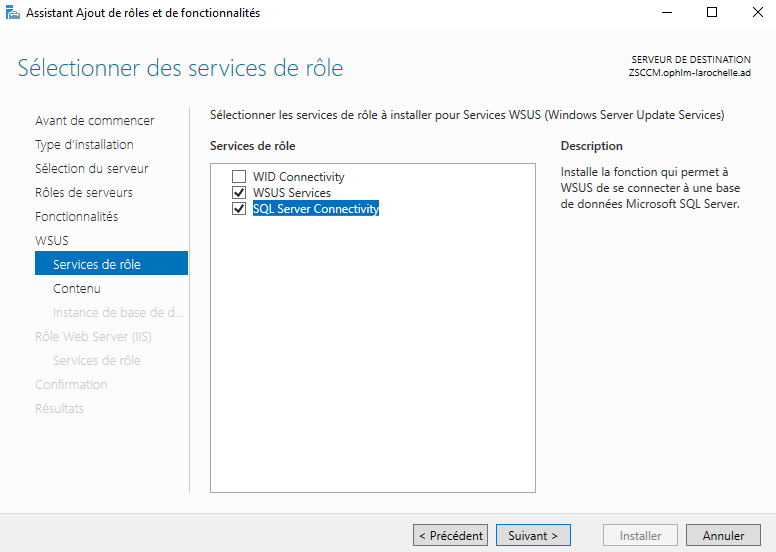 Assistant Ajout de rôles et de fonctionnalités
Sélectionner des services de rôle
SERVEUR DE DESTINATION
ZSCCM.ophlm-larochelle.ad
Avant de commencer
Type d'installation
Sélection du serveur
Rôles de serveurs
Fonctionnalités
WSUS
Services de rôle
Contenu
Instance de base de d...
Rôle Web Server (IIS)
Services de rôle
Confirmation
Résultats
Sélectionner les services de rôle à installer pour Services WSUS (Windows Server Update Services)
Services de rôle
WID Connectivity
WSUS Services
SQL Server Connectivity
Description
Installe la fonction qui permet à
WSUS de se connecter à une base
de données Microsoft SQL Server.
< Précédent
Suivant >
Installer
Annuler